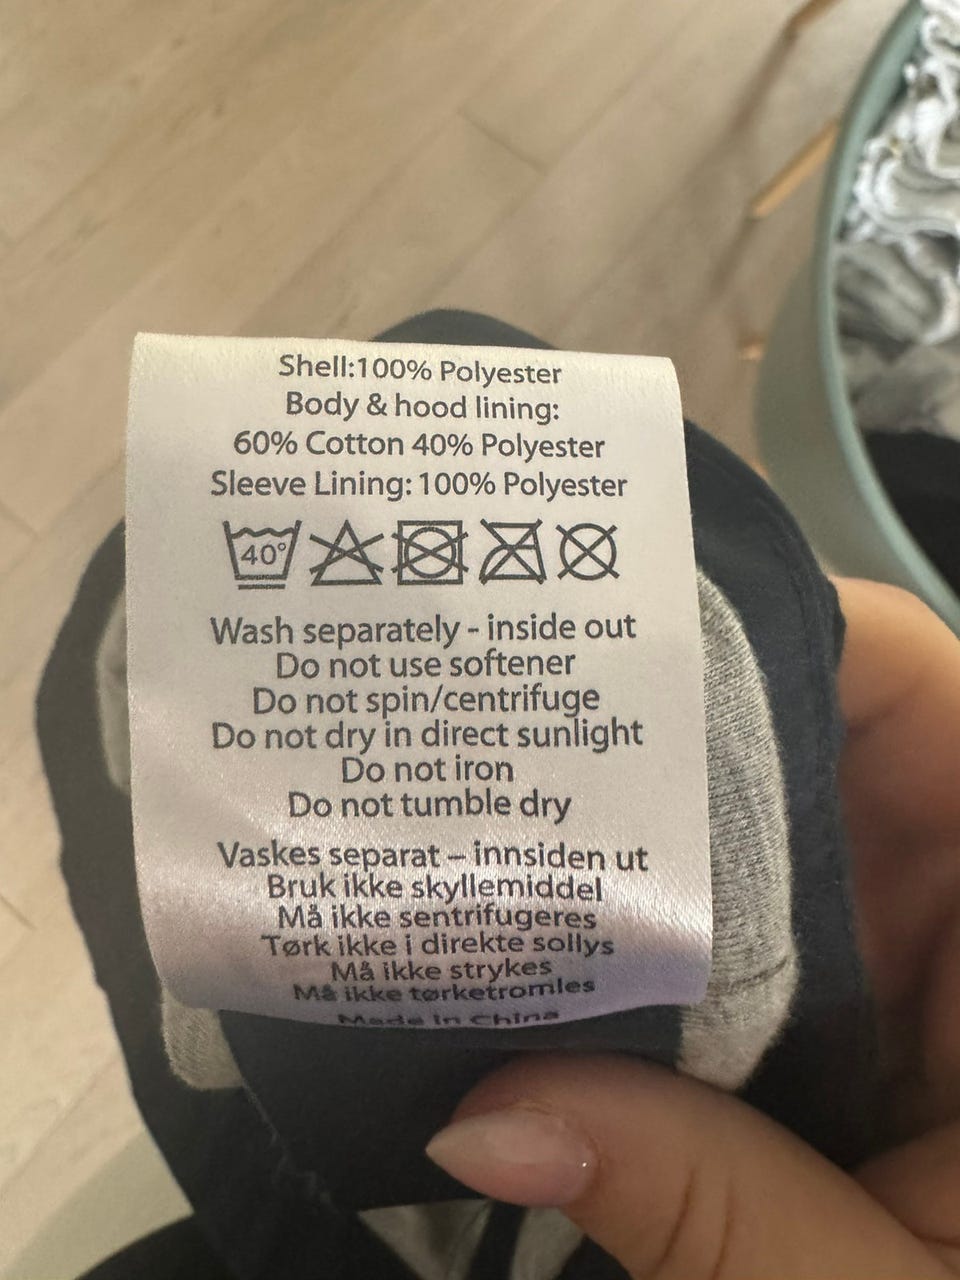 Shell:100% Polyester
Body & hood lining:
60% Cotton 40% Polyester
Sleeve Lining: 100% Polyester
40°
Wash separately - inside out
Do not use softener
Do not spin/centrifuge
Do not dry in direct sunlight
Do not iron
Do not tumble dry
Vaskes separat – innsiden ut
Bruk ikke skyllemiddel
Må ikke sentrifugeres
Tørk ikke i direkte sollys
Må ikke strykes
Må ikke tørketromles
Made in China